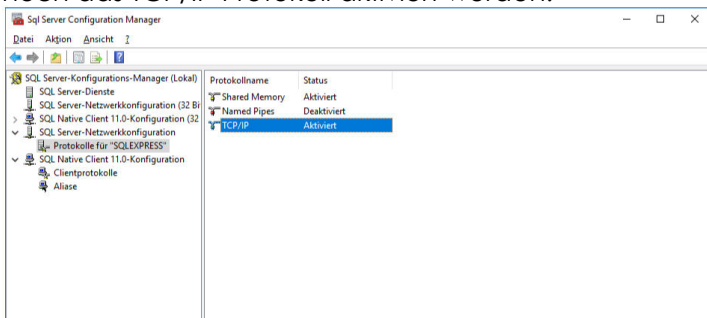 noch das TCP/IP Protokoll aktiviert werden.
Sql Server Configuration Manager
Datei Aktion Ansicht ?
SQL Server-Konfigurations-Manager (Lokal)
SQL Server-Dienste
SQL Server-Netzwerkkonfiguration (32 Bi
SQL Native Client 11.0-Konfiguration (32
SQL Server-Netzwerkkonfiguration
Protokolle für "SQLEXPRESS"
SQL Native Client 11.0-Konfiguration
Clientprotokolle
Aliase
Protokollname Status
Shared Memory Aktiviert
Named Pipes Deaktiviert
TCP/IP Aktiviert